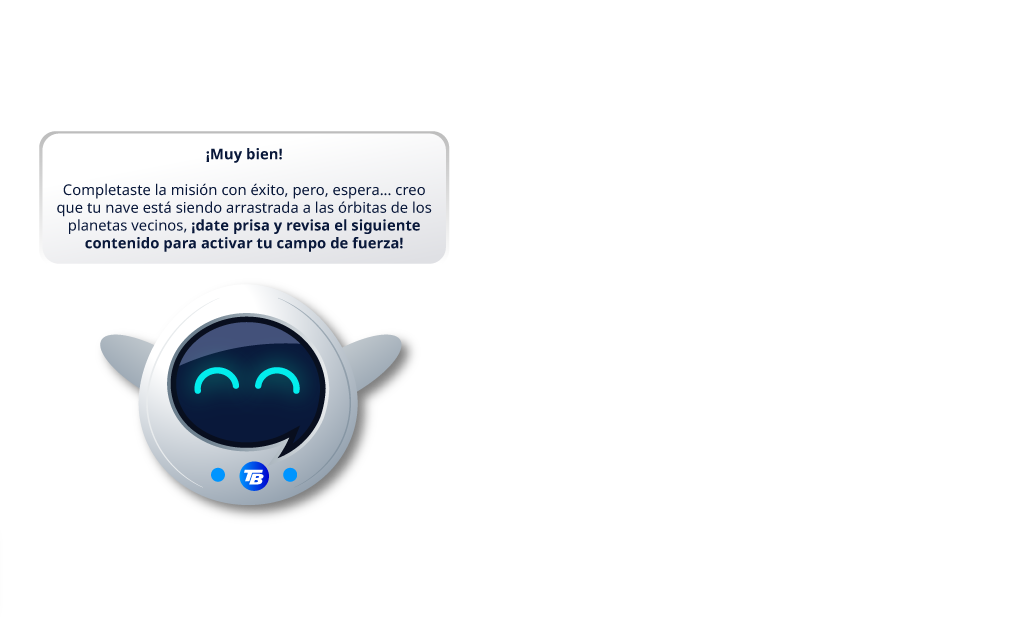 ¡Muy bien!
Completaste la misión con éxito, pero, espera... creo
que tu nave está siendo arrastrada a las órbitas de los
planetas vecinos, ¡date prisa y revisa el siguiente
contenido para activar tu campo de fuerza!
TB